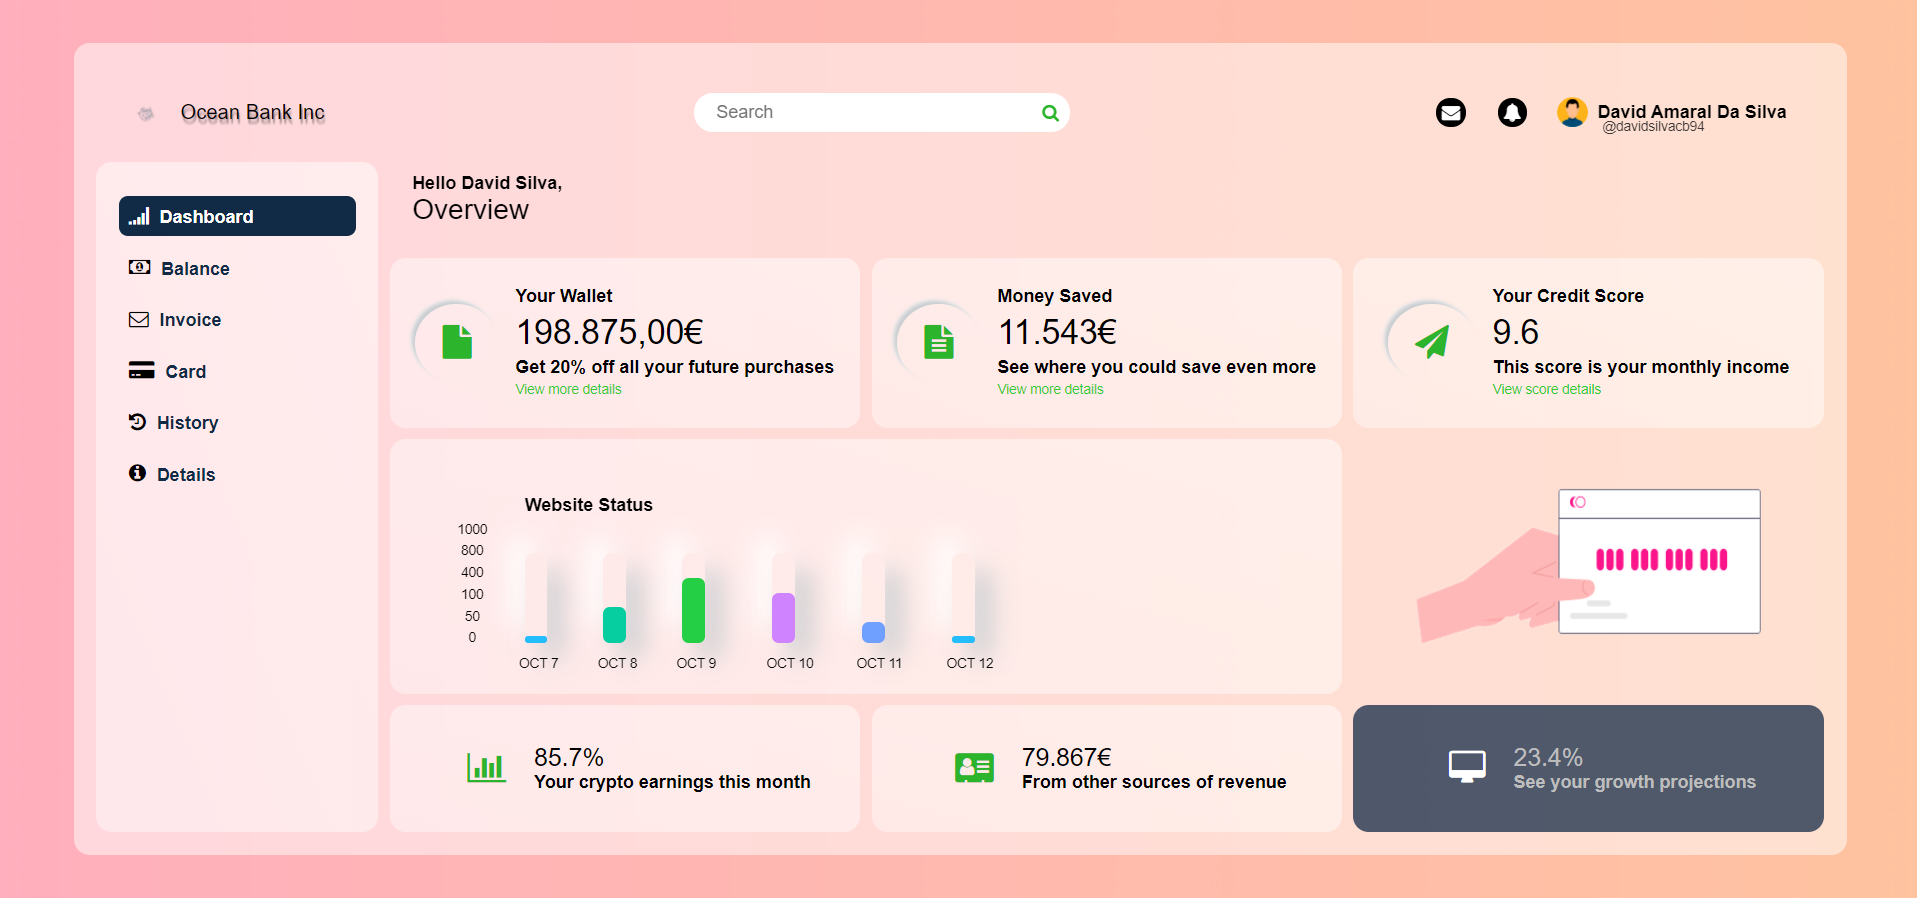 Ocean Bank Inc
Search
David Amaral Da Silva
@davidsilvacb94
Dashboard
Balance
Invoice
Card
History
Details
Hello David Silva,
Overview
Your Wallet
198.875,00€
Get 20% off all your future purchases
View more details
Money Saved
11.543€
See where you could save even more
View more details
Your Credit Score
9.6
This score is your monthly income
View score details
Website Status
1000
800
400
100
50
0
OCT 7 OCT 8 OCT 9 OCT 10 OCT 11 OCT 12
85.7%
Your crypto earnings this month
79.867€
From other sources of revenue
23.4%
See your growth projections